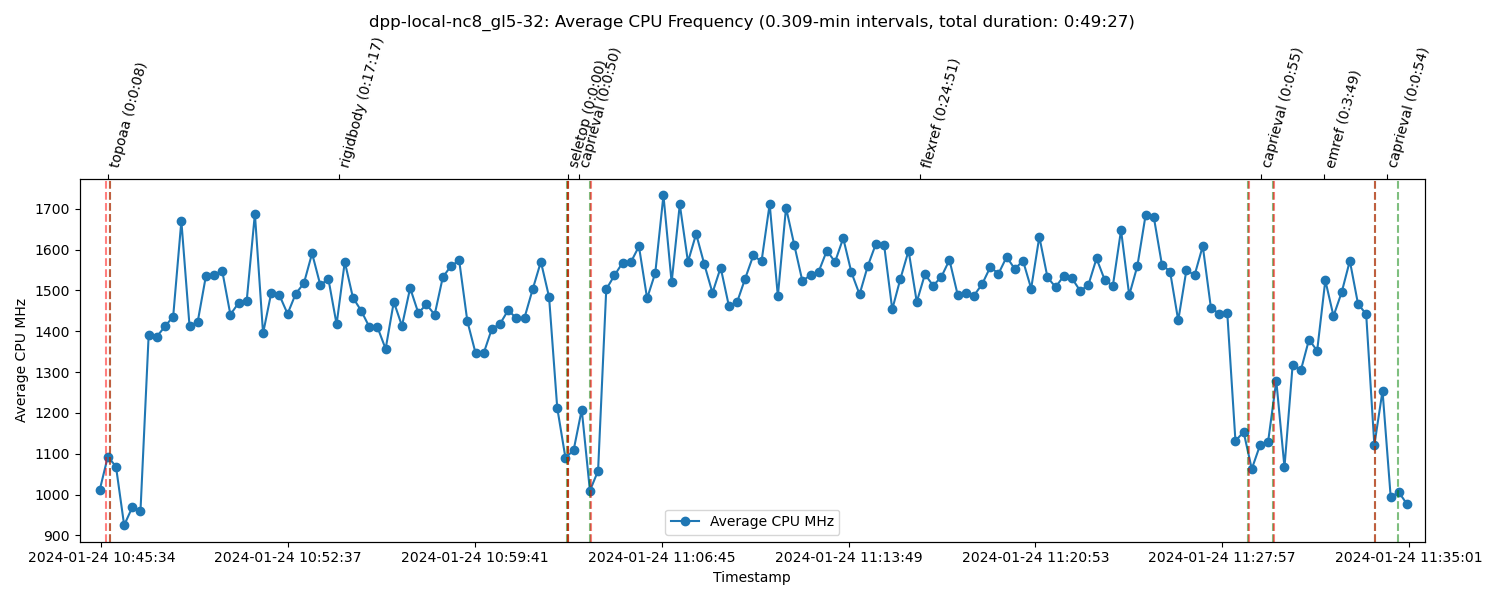 dpp-local-nc8_gl5-32: Average CPU Frequency (0.309-min intervals, total duration: 0:49:27)
topoaa (0:0:08)
rigidbody (0:17:17)
seletop (0:0:00)
caprieval (0:0:50)
flexref (0:24:51)
caprieval (0:0:55)
emref (0:3:49)
caprieval (0:0:54)
Average CPU MHz
1700
1600
1500
1400
1300
1200
1100
1000
900
Average CPU MHz
2024-01-24 10:45:34
2024-01-24 10:52:37
2024-01-24 10:59:41
2024-01-24 11:06:45
2024-01-24 11:13:49
2024-01-24 11:20:53
2024-01-24 11:27:57
2024-01-24 11:35:01
Timestamp